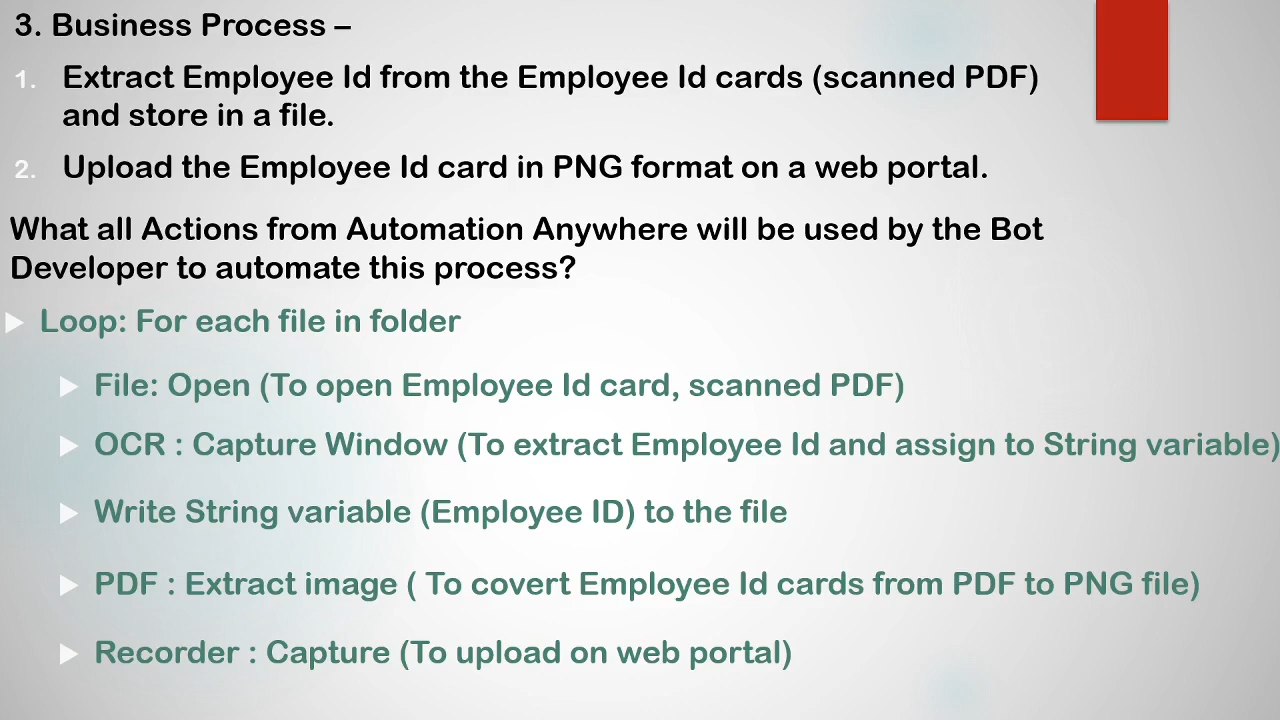 3. Business Process –
1. Extract Employee Id from the Employee Id cards (scanned PDF)
and store in a file.
2. Upload the Employee Id card in PNG format on a web portal.
What all Actions from Automation Anywhere will be used by the Bot
Developer to automate this process?
Loop: For each file in folder
File: Open (To open Employee Id card, scanned PDF)
OCR : Capture Window (To extract Employee Id and assign to String variable)
Write String variable (Employee ID) to the file
PDF : Extract image ( To covert Employee Id cards from PDF to PNG file)
Recorder : Capture (To upload on web portal)